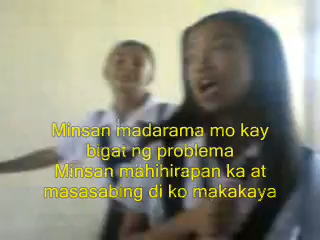 Minsan madarama mo kay
bigat ng problema
Minsan mahihirapan ka at
masasabing di ko makakaya